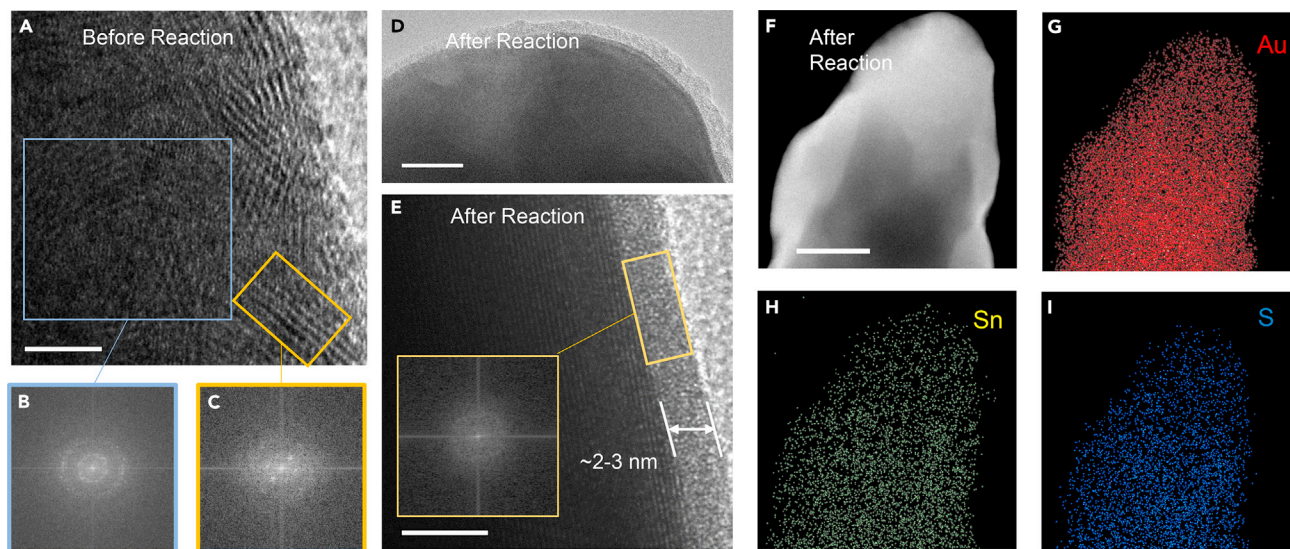 A
Before Reaction
B
C
D
After Reaction
E
After Reaction
~2-3 nm
F
After
Reaction
G
Au
H
Sn
I
S